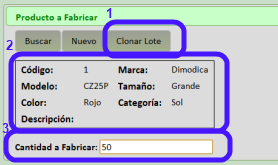 Producto a Fabricar
1
Buscar Nuevo Clonar Lote
2
Código: 1 Marca: Dimodica
Modelo: CZ25P Tamaño: Grande
Color: Rojo Categoría: Sol
Descripción:
3
Cantidad a Fabricar: 50